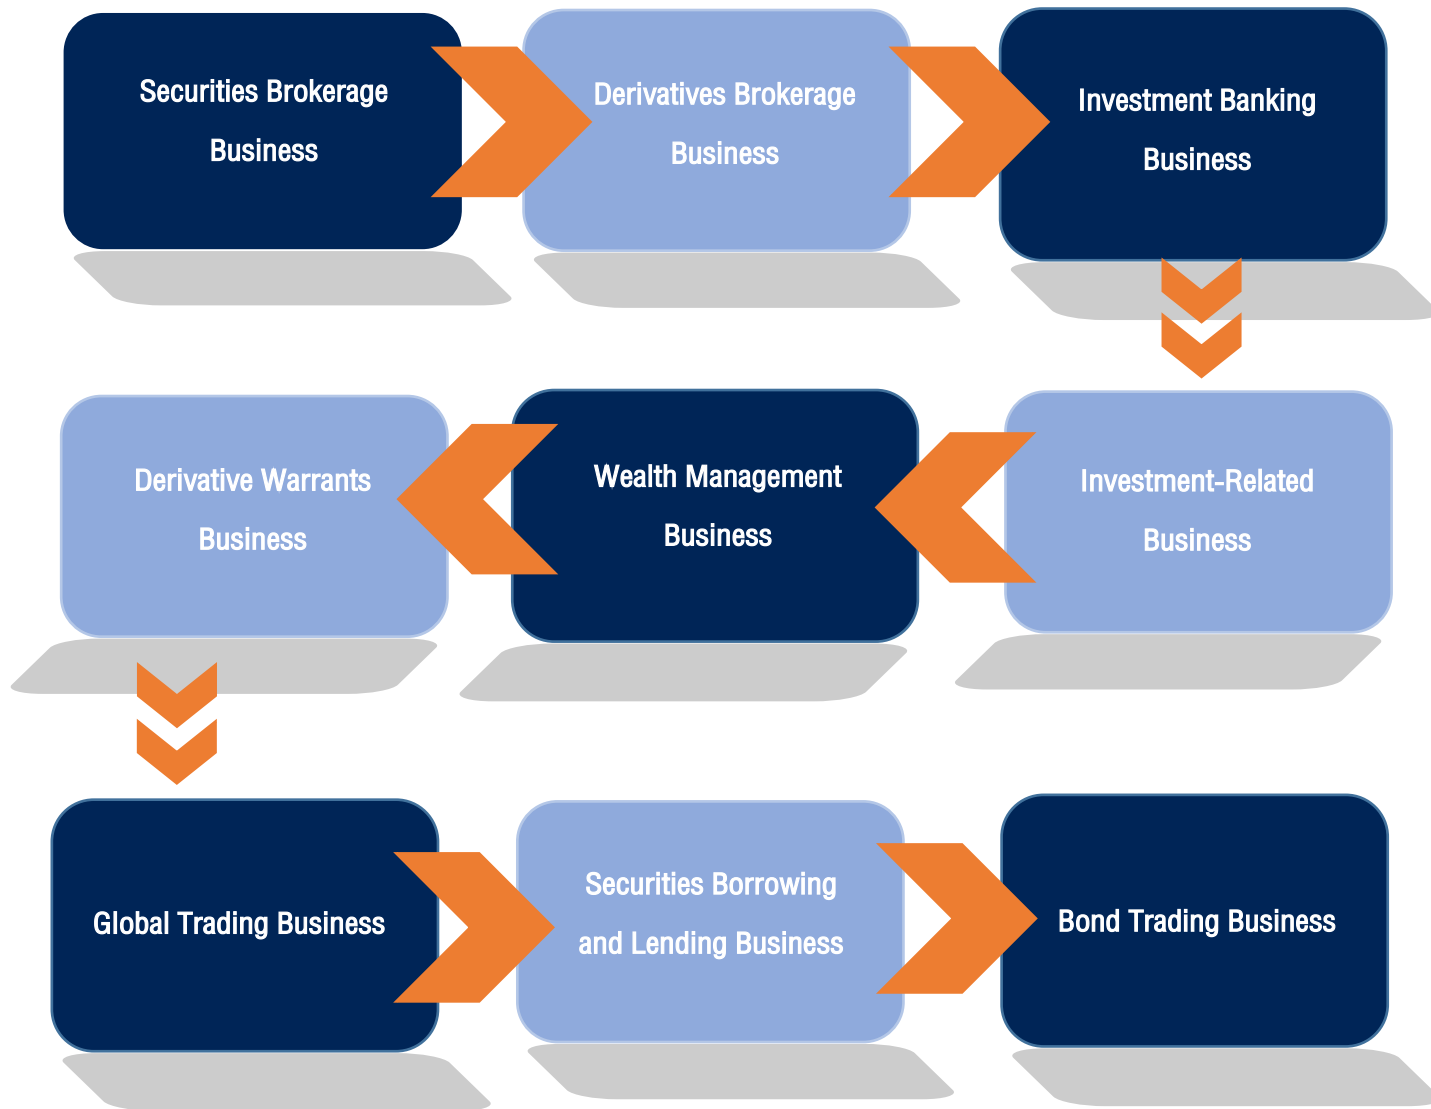 Securities Brokerage
Business
Derivatives Brokerage
Business
Investment Banking
Business
Derivative Warrants
Business
Wealth Management
Business
Investment-Related
Business
Global Trading Business
Securities Borrowing
and Lending Business
Bond Trading Business